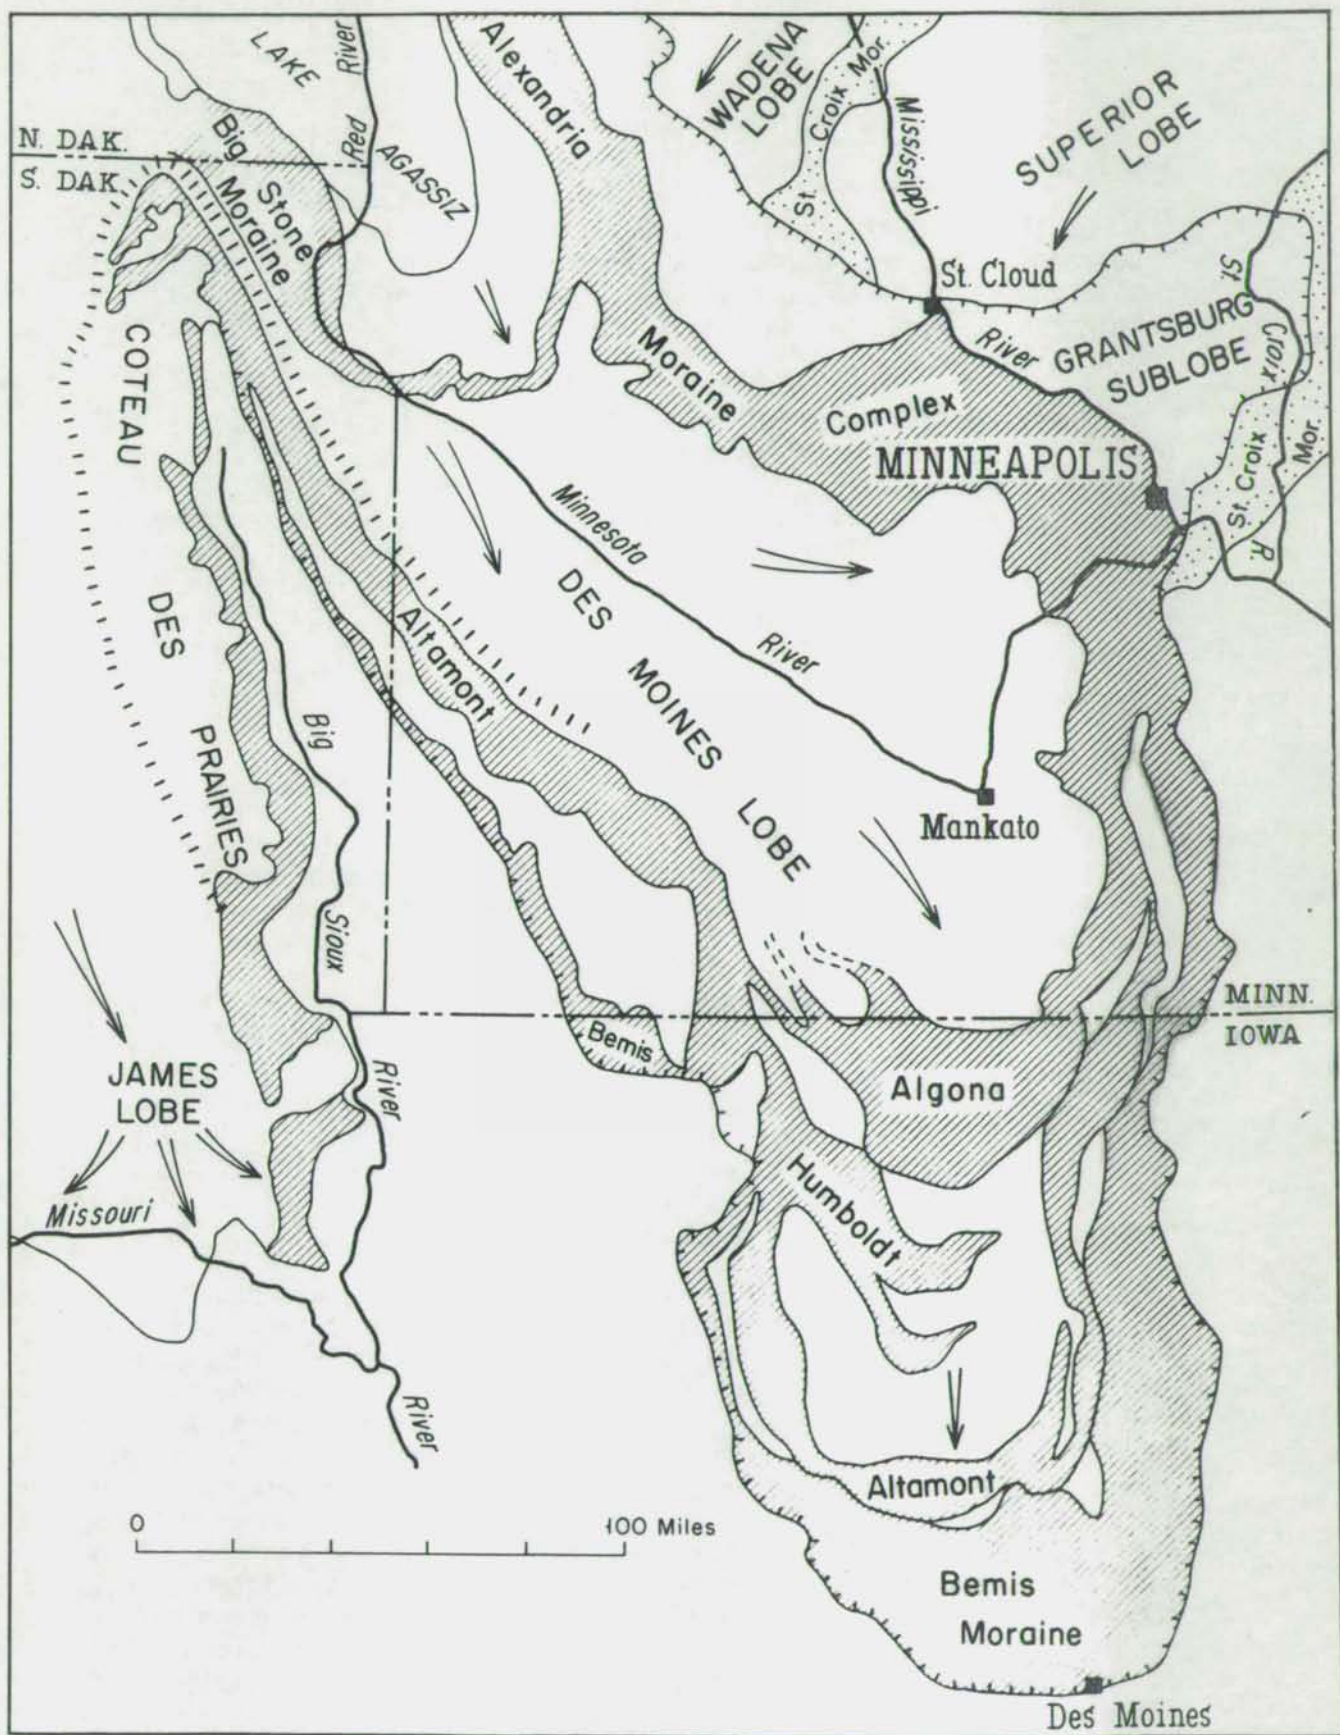 LAKE
AGASSIZ
Red River
Alexandria
Moraine
Complex
WADENA
LOBE
St. Croix Mor.
Mississippi
River
SUPERIOR
LOBE
N. DAK.
S. DAK.
Big
Stone
Moraine
St. Cloud
St. Croix
R.
GRANTSBURG
SUBLOBE
St. Croix
Mor.
MINNEAPOLIS
COTEAU
DES
PRAIRIES
Minnesota
River
DES
MOINES
LOBE
Altamont
Big
Sioux
River
Mankato
MINN.
IOWA
Bemis
Algona
JAMES
LOBE
Humboldt
Missouri
River
Altamont
0
100 Miles
Bemis
Moraine
Des Moines